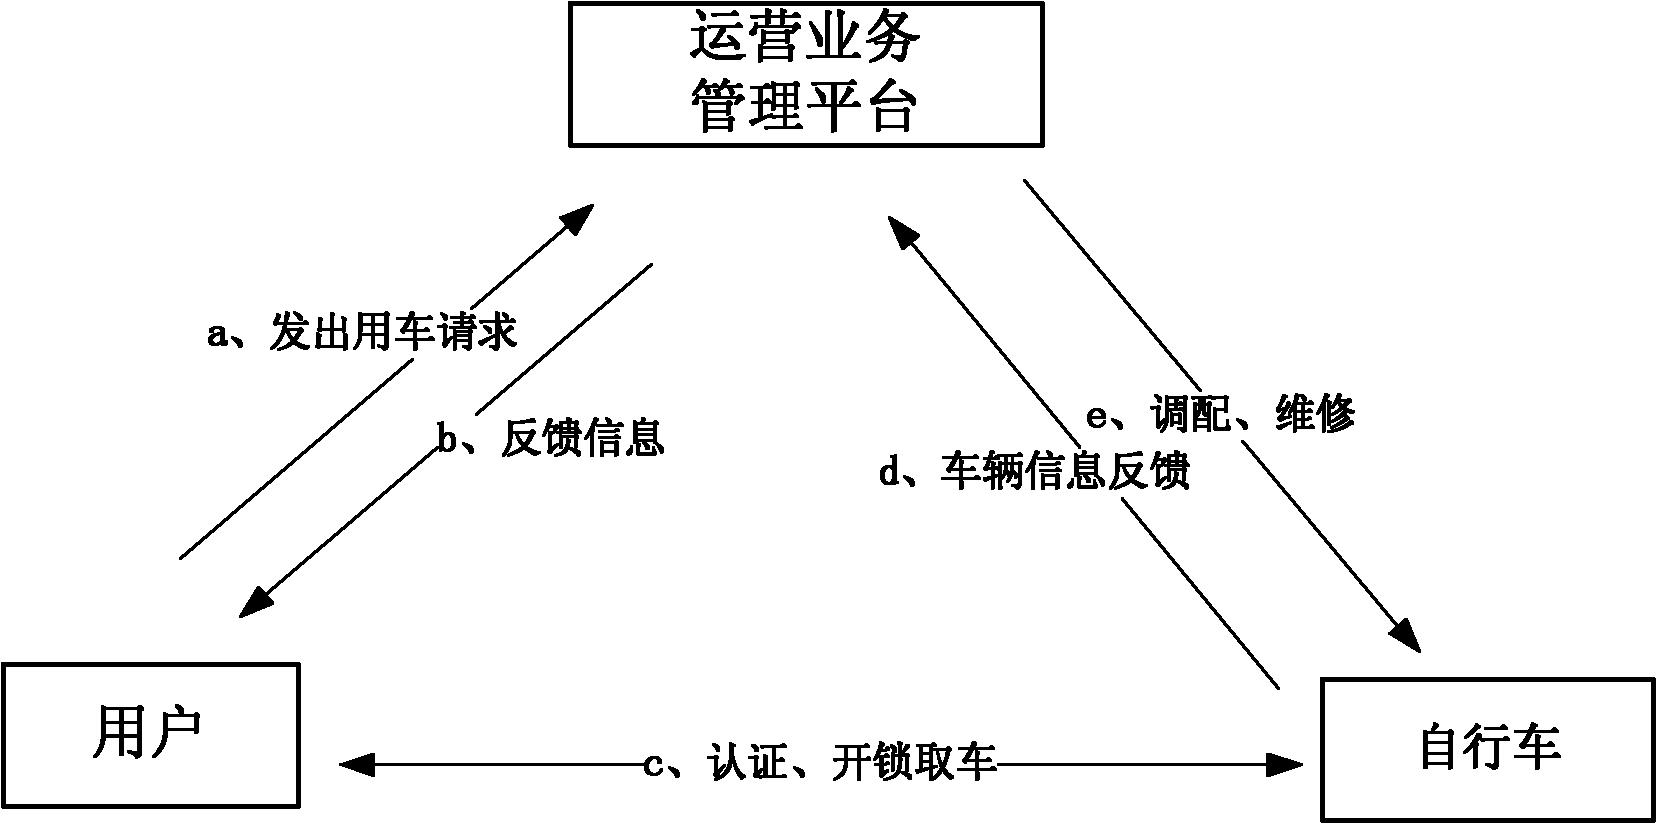 运营业务
管理平台
a、发出用车请求
b、反馈信息
e、调配、维修
d、车辆信息反馈
用户
c、认证、开锁取车
自行车